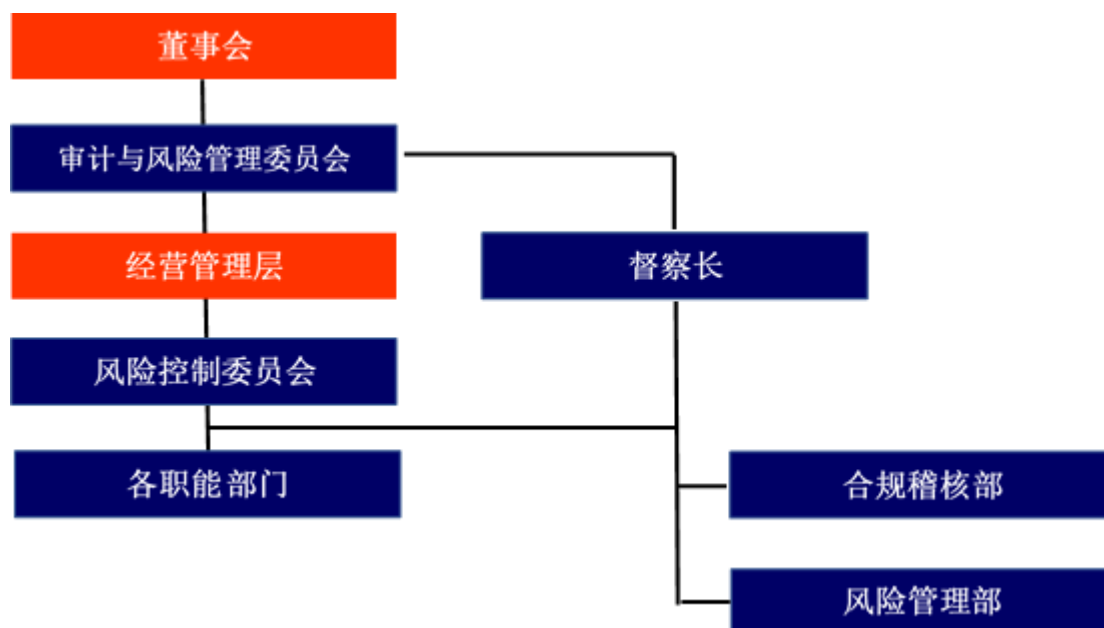 董事会
审计与风险管理委员会
经营管理层
督察长
风险控制委员会
各职能部门
合规稽核部
风险管理部